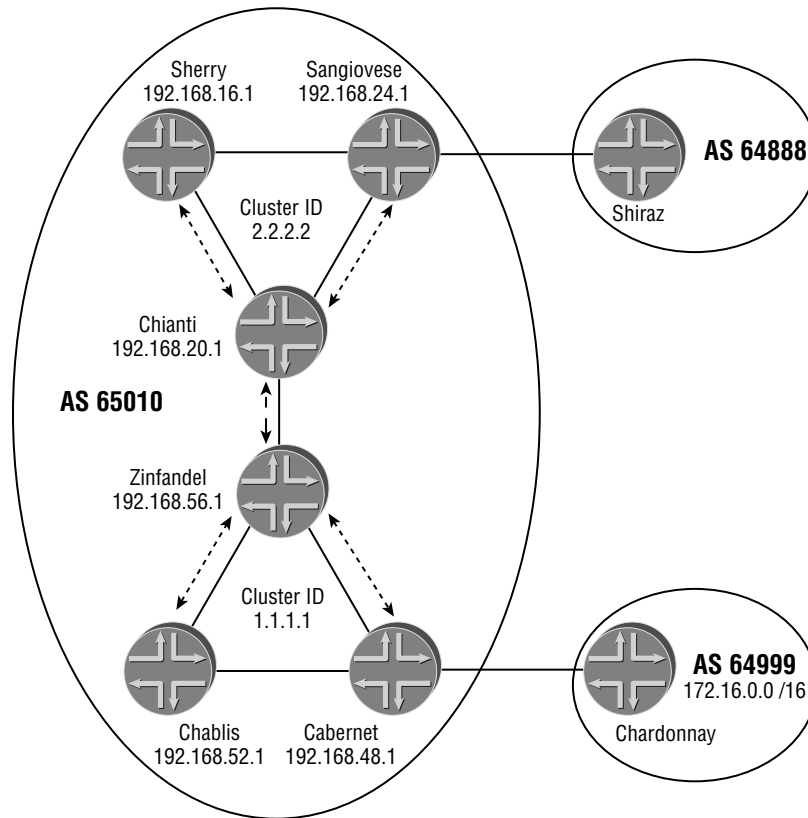 Sherry
192.168.16.1
Sangiovese
192.168.24.1
AS 64888
Shiraz
Cluster ID
2.2.2.2
Chianti
192.168.20.1
AS 65010
Zinfandel
192.168.56.1
Cluster ID
1.1.1.1
AS 64999
172.16.0.0 /16
Chardonnay
Chablis
192.168.52.1
Cabernet
192.168.48.1